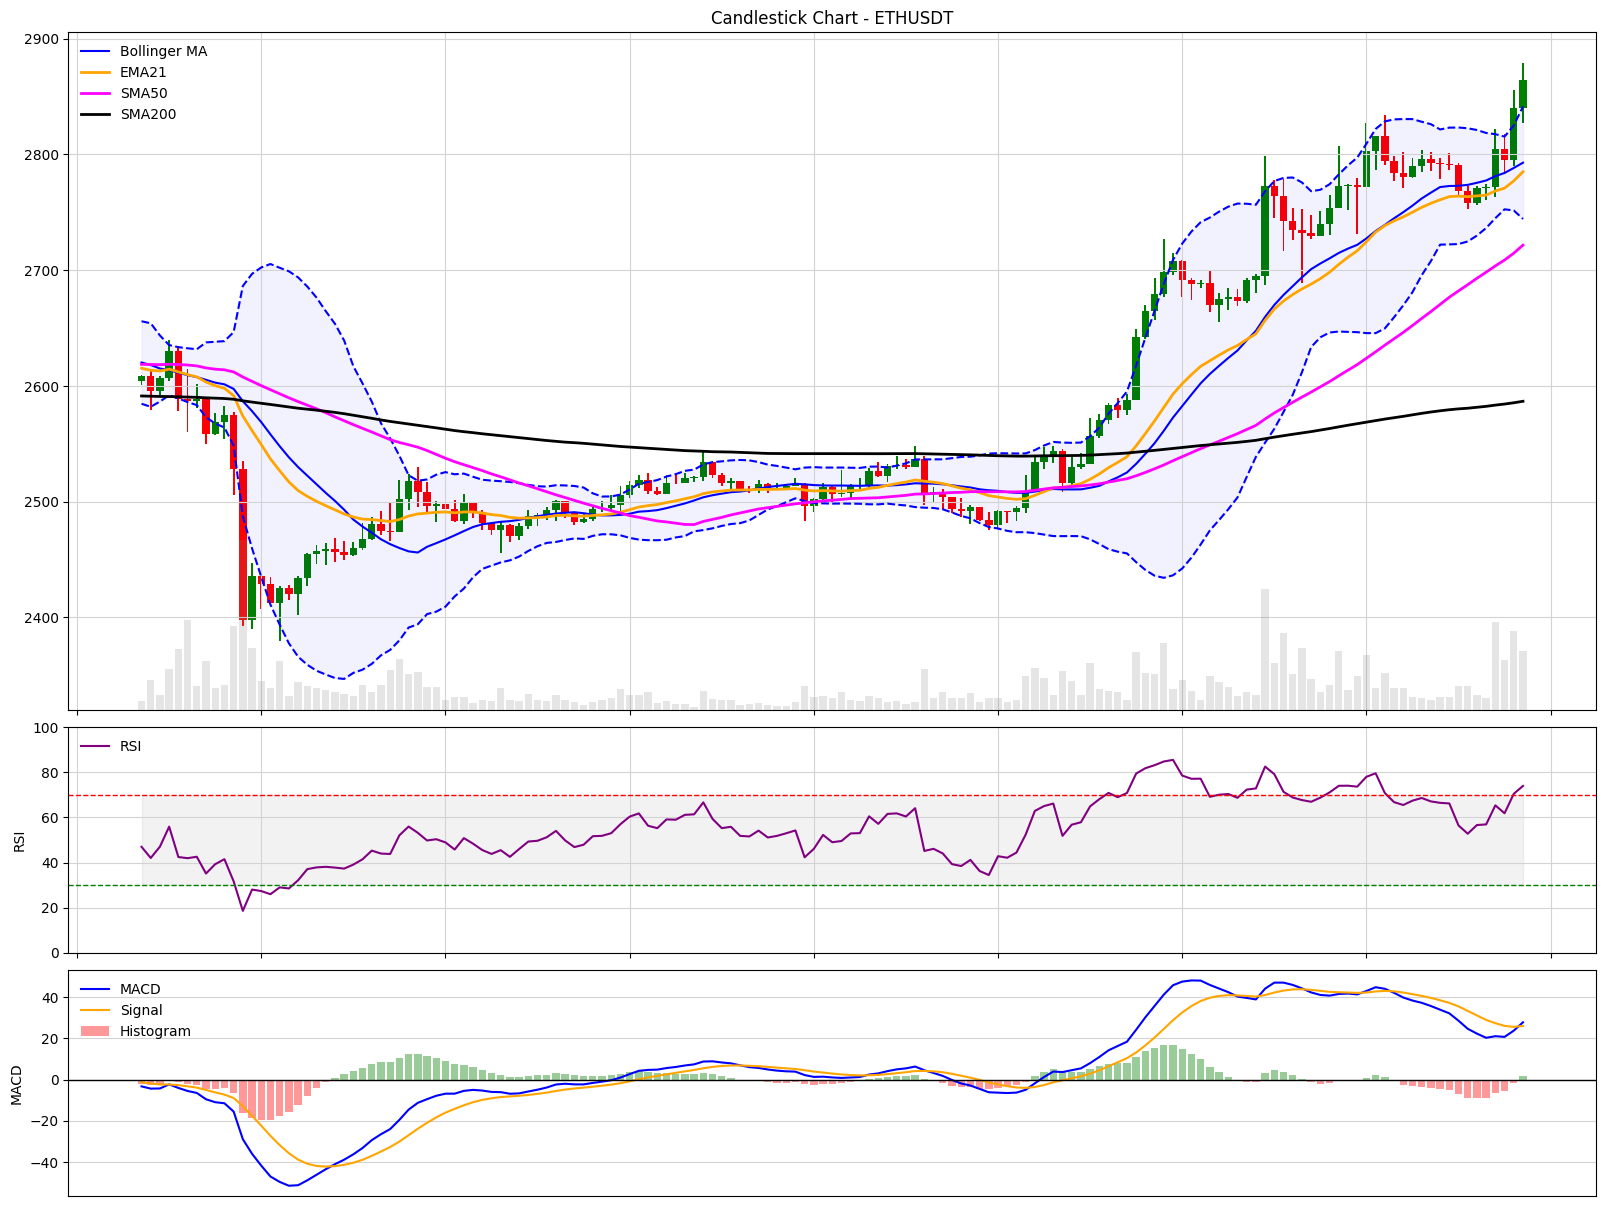 Candlestick Chart - ETHUSDT
2900
2800
2700
2600
2500
2400
Bollinger MA
EMA21
SMA50
SMA200
100
80
60
40
20
0
RSI
RSI
40
20
0
−20
−40
MACD
MACD
Signal
Histogram